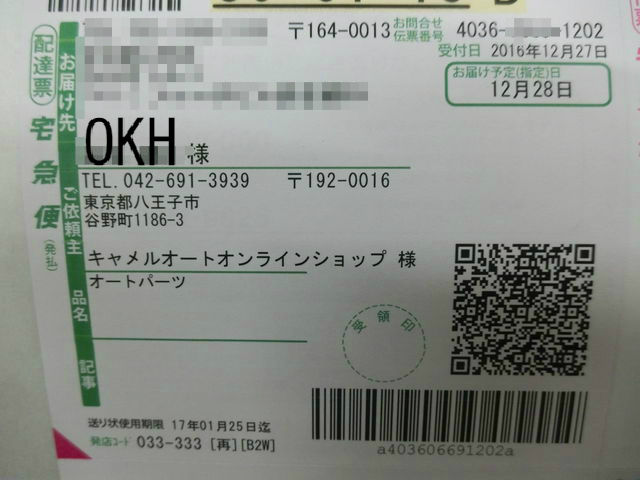 配達票
宅急便
(発払)
お届け先
〒164-0013
お問合せ
伝票番号
4036-
-1202
受付日 2016年12月27日
お届け予定(指定)日
12月28日
OKH 様
ご依頼主
TEL.042-691-3939 〒192-0016
東京都八王子市
谷野町1186-3
キャメルオートオンラインショップ 様
品名
オートパーツ
記事
受領印
送り状使用期限 17年01月25日迄
発店コード 033-333 [再][B2W]
a403606691202a